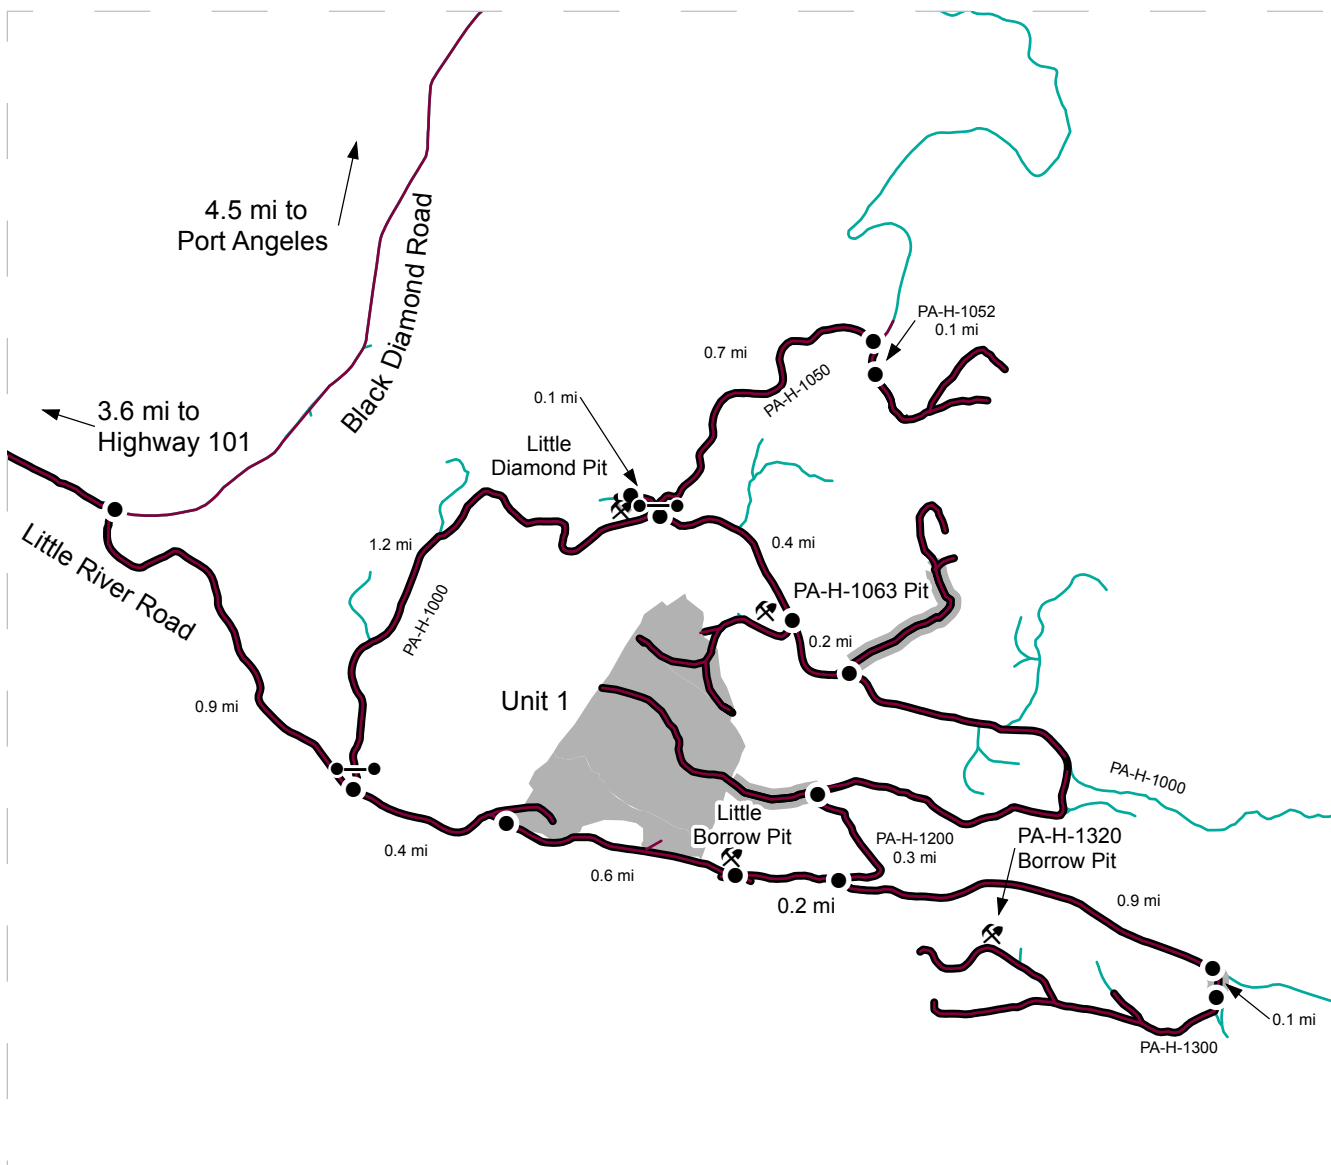 4.5 mi to
Port Angeles
Black Diamond Road
PA-H-1052
0.1 mi
0.7 mi
PA-H-1050
0.1 mi
3.6 mi to
Highway 101
Little
Diamond Pit
Little River Road
1.2 mi
0.4 mi
PA-H-1000
PA-H-1063 Pit
0.2 mi
Unit 1
0.9 mi
PA-H-1000
Little
Borrow Pit
PA-H-1200
0.3 mi
PA-H-1320
Borrow Pit
0.4 mi
0.6 mi
0.2 mi
0.9 mi
0.1 mi
PA-H-1300